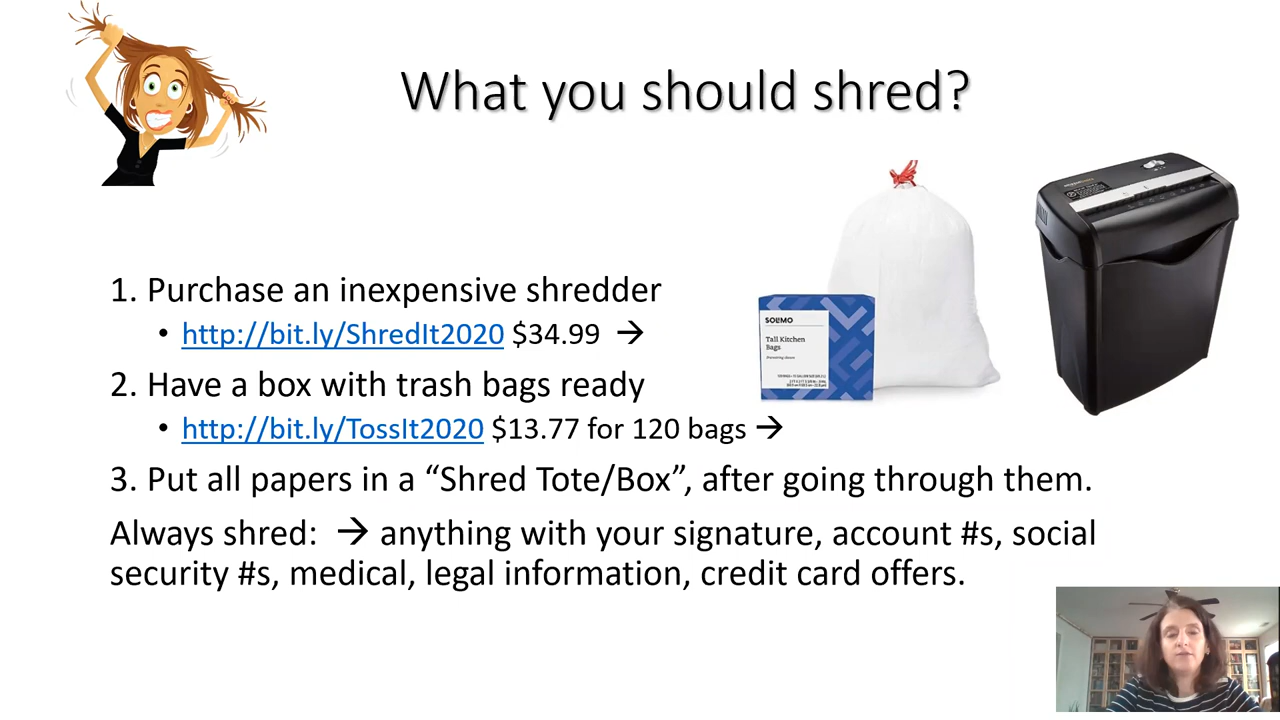 What you should shred?
SOLIMO
Tall Kitchen
Bags
1. Purchase an inexpensive shredder
• http://bit.ly/ShredIt2020 $34.99 →
2. Have a box with trash bags ready
• http://bit.ly/TossIt2020 $13.77 for 120 bags →
3. Put all papers in a “Shred Tote/Box”, after going through them.
Always shred: → anything with your signature, account #s, social
security #s, medical, legal information, credit card offers.